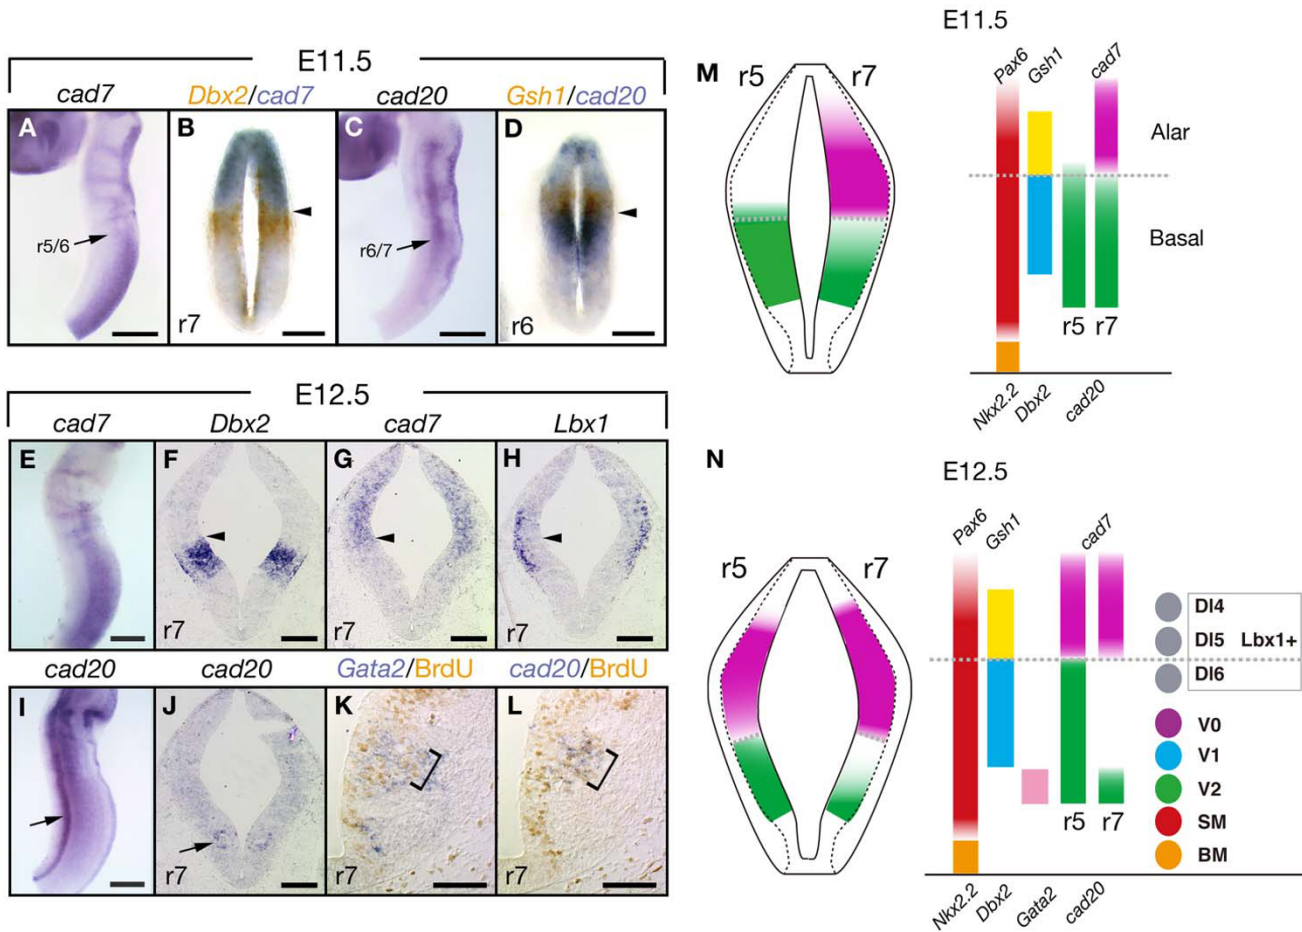 E11.5
cad7
Dbx2/cad7
cad20
Gsh1/cad20
A
B
C
D
r5/6
r6/7
r7
r6
E12.5
cad7
Dbx2
cad7
Lbx1
E
F
G
H
r7
r7
r7
cad20
cad20
Gata2/BrdU
cad20/BrdU
I
J
K
L
r7
r7
r7
M
r5
r7
E11.5
Pax6
Gsh1
cad7
Alar
Basal
r5
r7
Nkx2.2
Dbx2
cad20
N
r5
r7
E12.5
Pax6
Gsh1
cad7
DI4
DI5 Lbx1+
DI6
V0
V1
V2
SM
BM
r5
r7
Nkx2.2
Dbx2
Gata2
cad20